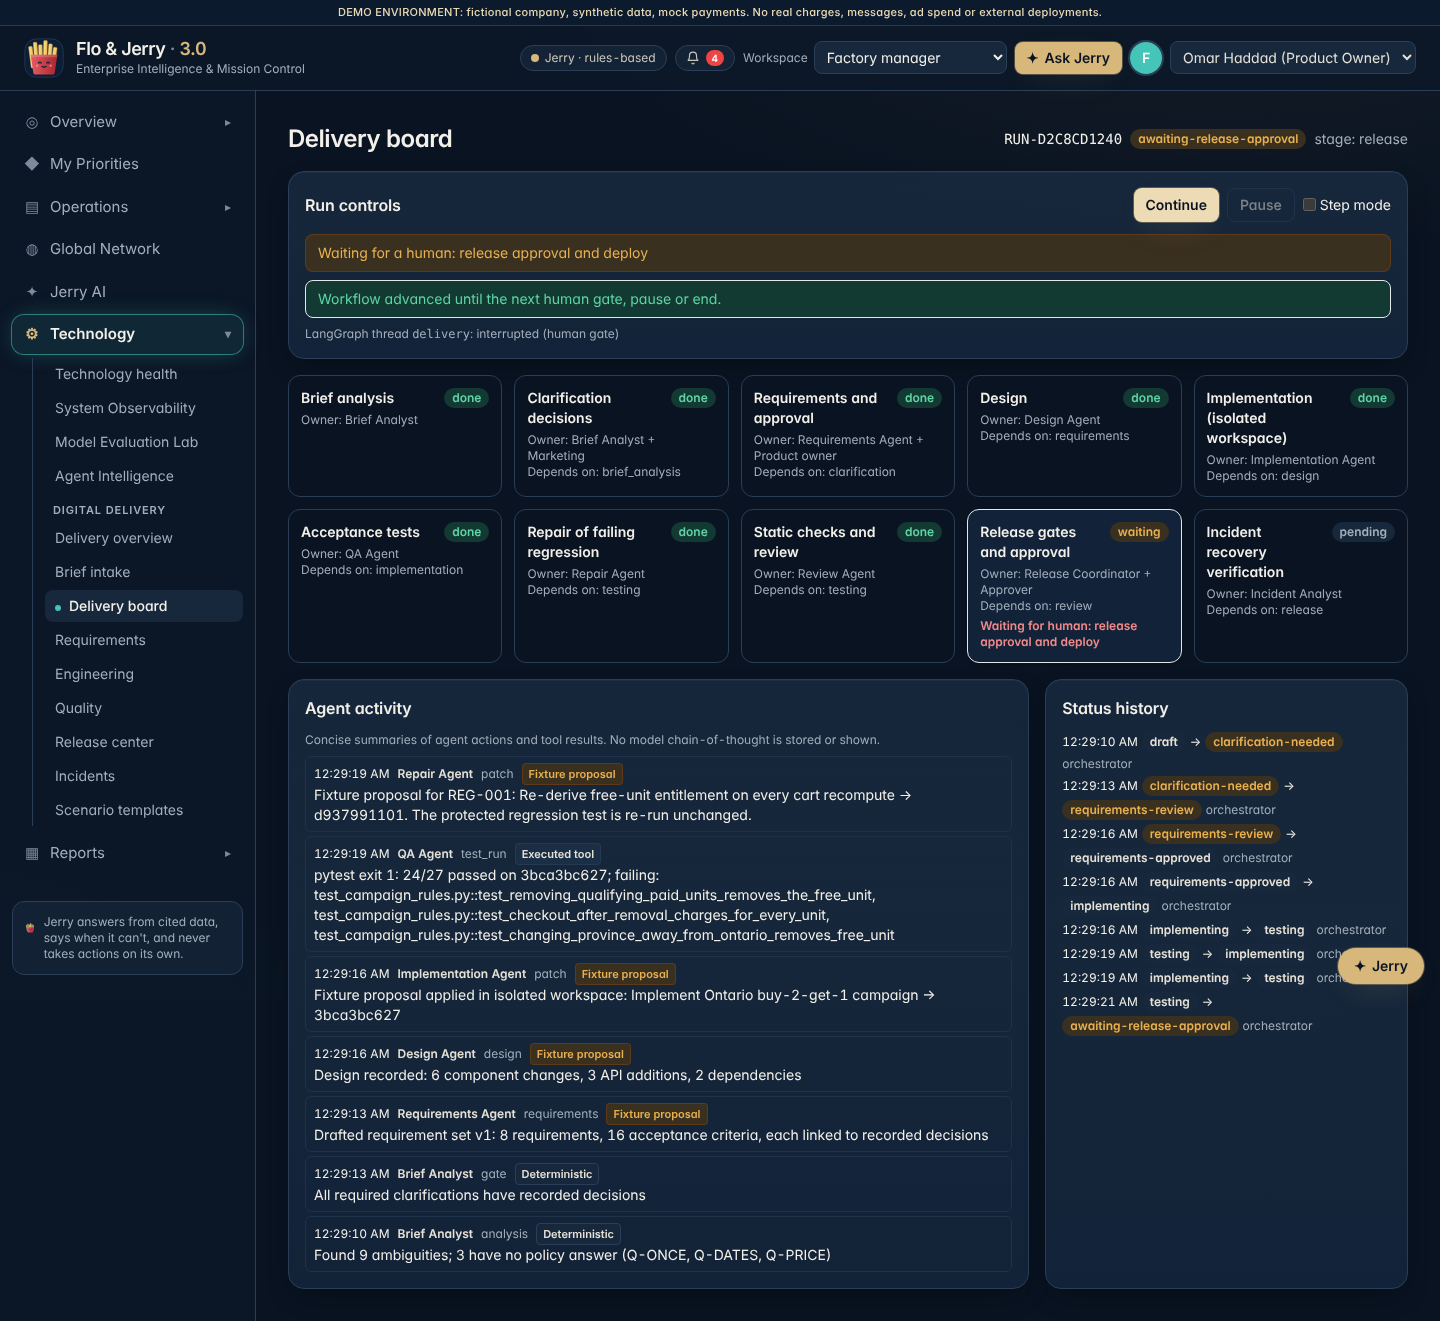 DEMO ENVIRONMENT: fictional company, synthetic data, mock payments. No real charges, messages, ad spend or external deployments.
Flo & Jerry · 3.0
Enterprise Intelligence & Mission Control
Jerry · rules-based
4
Workspace
Factory manager
✦ Ask Jerry
F
Omar Haddad (Product Owner)
Overview
My Priorities
Operations
Global Network
Jerry AI
Technology
Technology health
System Observability
Model Evaluation Lab
Agent Intelligence
DIGITAL DELIVERY
Delivery overview
Brief intake
Delivery board
Requirements
Engineering
Quality
Release center
Incidents
Scenario templates
Reports
Jerry answers from cited data,
says when it can't, and never
takes actions on its own.
Delivery board
RUN-D2C8CD1240 awaiting-release-approval stage: release
Run controls
Continue
Pause
Step mode
Waiting for a human: release approval and deploy
Workflow advanced until the next human gate, pause or end.
LangGraph thread delivery: interrupted (human gate)
Brief analysis
done
Owner: Brief Analyst
Clarification
decisions
done
Owner: Brief Analyst +
Marketing
Depends on: brief_analysis
Requirements and
approval
done
Owner: Requirements Agent +
Product owner
Depends on: clarification
Design
done
Owner: Design Agent
Depends on: requirements
Implementation
(isolated
workspace)
done
Owner: Implementation Agent
Depends on: design
Acceptance tests
done
Owner: QA Agent
Depends on: implementation
Repair of failing
regression
done
Owner: Repair Agent
Depends on: testing
Static checks and
review
done
Owner: Review Agent
Depends on: testing
Release gates
and approval
waiting
Owner: Release Coordinator +
Approver
Depends on: review
Waiting for human: release
approval and deploy
Incident
recovery
verification
pending
Owner: Incident Analyst
Depends on: release
Agent activity
Concise summaries of agent actions and tool results. No model chain-of-thought is stored or shown.
12:29:19 AM Repair Agent patch Fixture proposal
Fixture proposal for REG-001: Re-derive free-unit entitlement on every cart recompute →
d937991101. The protected regression test is re-run unchanged.
12:29:19 AM QA Agent test_run Executed tool
pytest exit 1: 24/27 passed on 3bca3bc627; failing:
test_campaign_rules.py::test_removing_qualifying_paid_units_removes_the_free_unit,
test_campaign_rules.py::test_checkout_after_removal_charges_for_every_unit,
test_campaign_rules.py::test_changing_province_away_from_ontario_removes_free_unit
12:29:16 AM Implementation Agent patch Fixture proposal
Fixture proposal applied in isolated workspace: Implement Ontario buy-2-get-1 campaign →
3bca3bc627
12:29:16 AM Design Agent design Fixture proposal
Design recorded: 6 component changes, 3 API additions, 2 dependencies
12:29:13 AM Requirements Agent requirements Fixture proposal
Drafted requirement set v1: 8 requirements, 16 acceptance criteria, each linked to recorded decisions
12:29:13 AM Brief Analyst gate Deterministic
All required clarifications have recorded decisions
12:29:10 AM Brief Analyst analysis Deterministic
Found 9 ambiguities; 3 have no policy answer (Q-ONCE, Q-DATES, Q-PRICE)
Status history
12:29:10 AM draft → clarification-needed
orchestrator
12:29:13 AM clarification-needed →
requirements-review orchestrator
12:29:16 AM requirements-review →
requirements-approved orchestrator
12:29:16 AM requirements-approved →
implementing orchestrator
12:29:16 AM implementing → testing orchestrator
12:29:19 AM testing → implementing
12:29:19 AM implementing → testing
12:29:21 AM testing →
awaiting-release-approval orchestrator
✦ Jerry